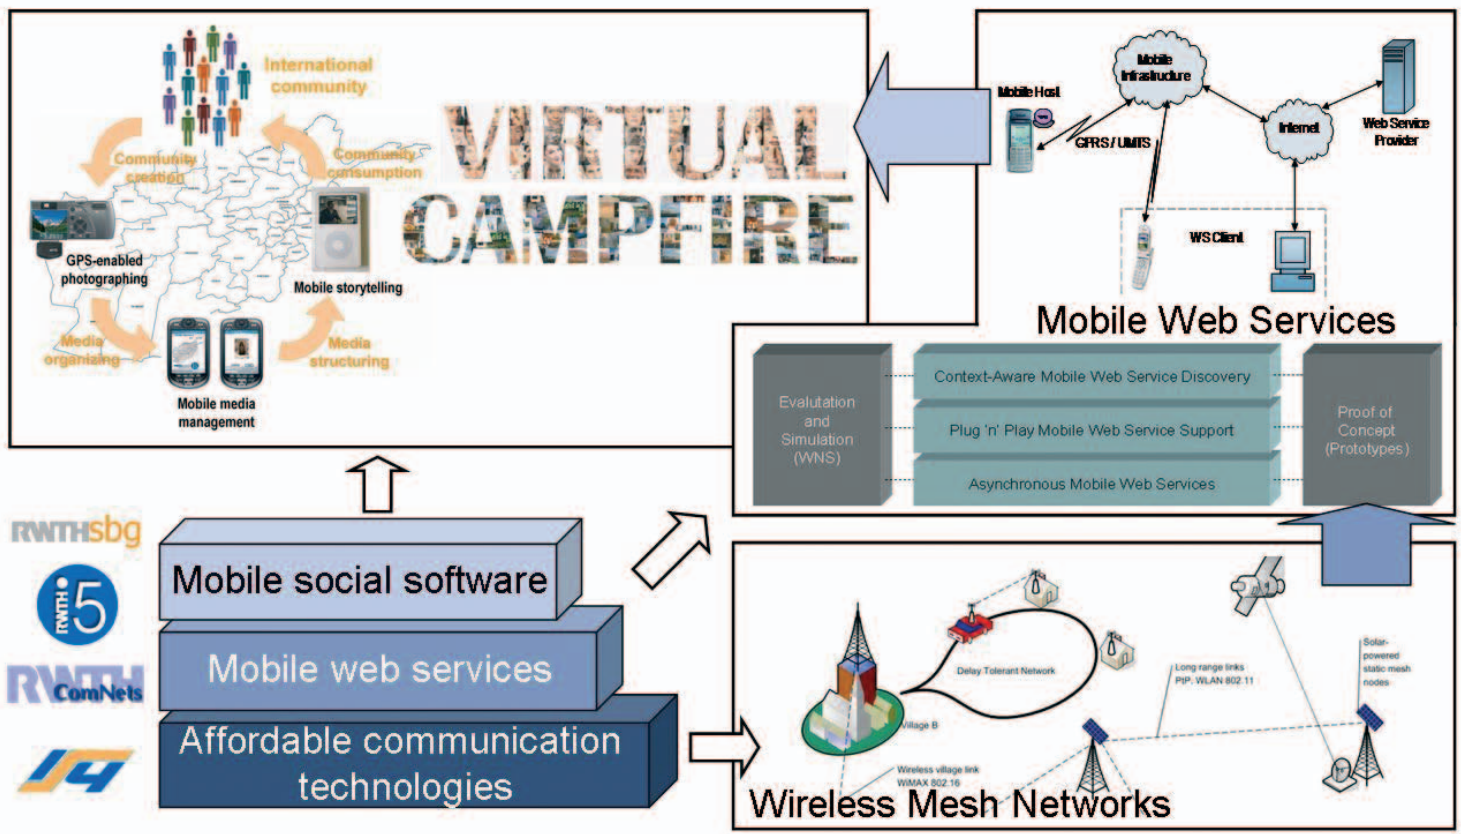 International
community
Community
creation
Community
consumption
GPS-enabled
photographing
Mobile storytelling
Media
organizing
Media
structuring
Mobile media
management
VIRTUAL
CAMPFIRE
Mobile
Infrastructure
Mobile Host
GPRS / UMTS
Internet
Web Service
Provider
WS Client
Mobile Web Services
Evalutation
and
Simulation
(WNS)
Context-Aware Mobile Web Service Discovery
Plug 'n' Play Mobile Web Service Support
Asynchronous Mobile Web Services
Proof of
Concept
(Prototypes)
RWTHsbg
RWTH i5
RWTH
ComNets
IS4
Mobile social software
Mobile web services
Affordable communication
technologies
Delay Tolerant Network
Village B
Wireless village link
WiMAX 802.16
Long range links
PtP: WLAN 802.11
Solar-
powered
static mesh
nodes
Wireless Mesh Networks